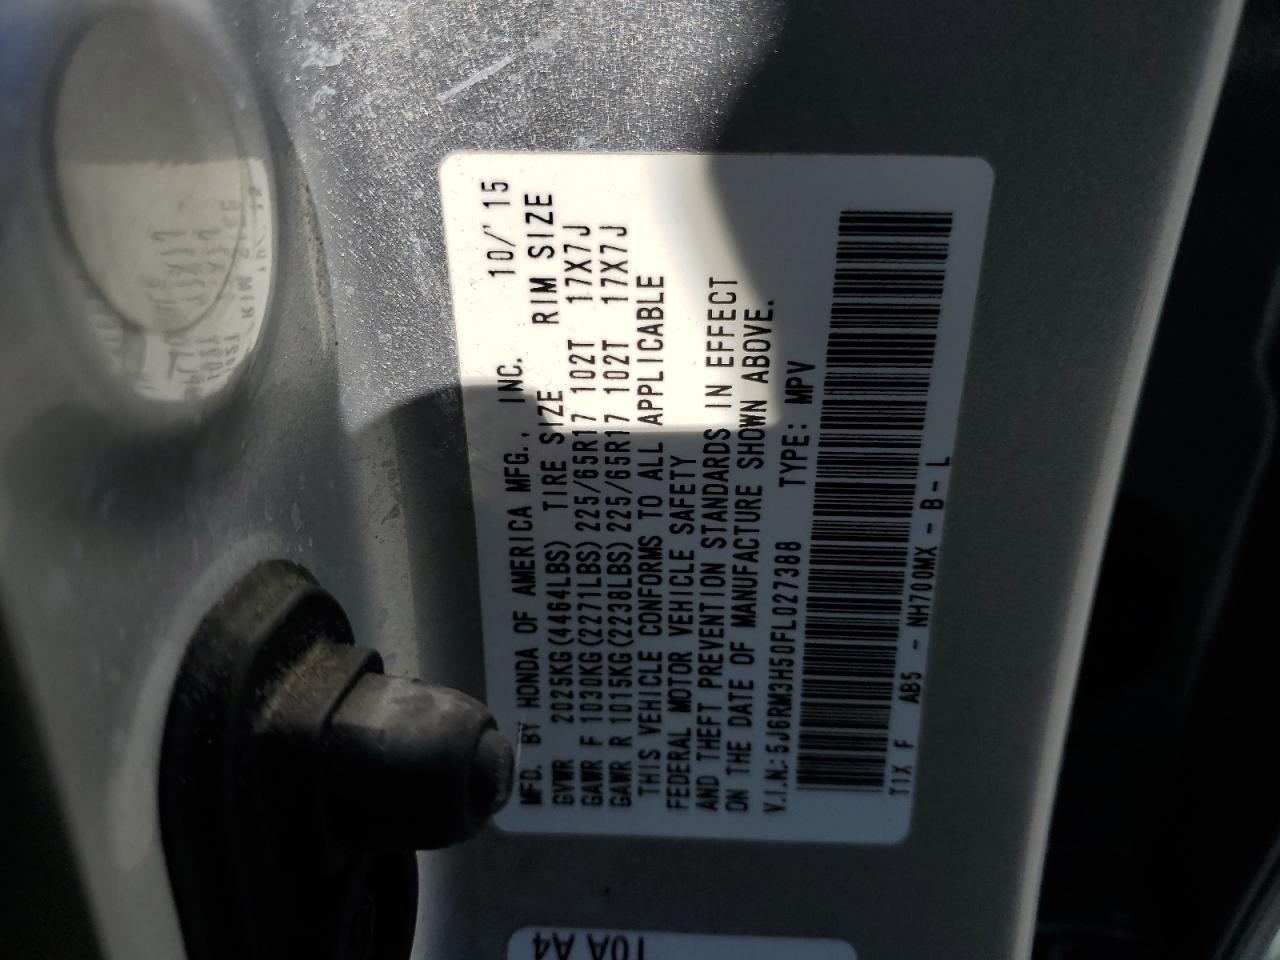 MFD. BY HONDA OF AMERICA MFG., INC. 10/'15
GVWR 2025KG(4464LBS) TIRE SIZE RIM SIZE
GAWR F 1030KG(2271LBS) 225/65R17 102T 17X7J
GAWR R 1015KG(2238LBS) 225/65R17 102T 17X7J
THIS VEHICLE CONFORMS TO ALL APPLICABLE
FEDERAL MOTOR VEHICLE SAFETY
AND THEFT PREVENTION STANDARDS IN EFFECT
ON THE DATE OF MANUFACTURE SHOWN ABOVE.
V.I.N.:5J6RM3H50FL027388 TYPE: MPV
T1X F AB5 - NH700MX - B - L